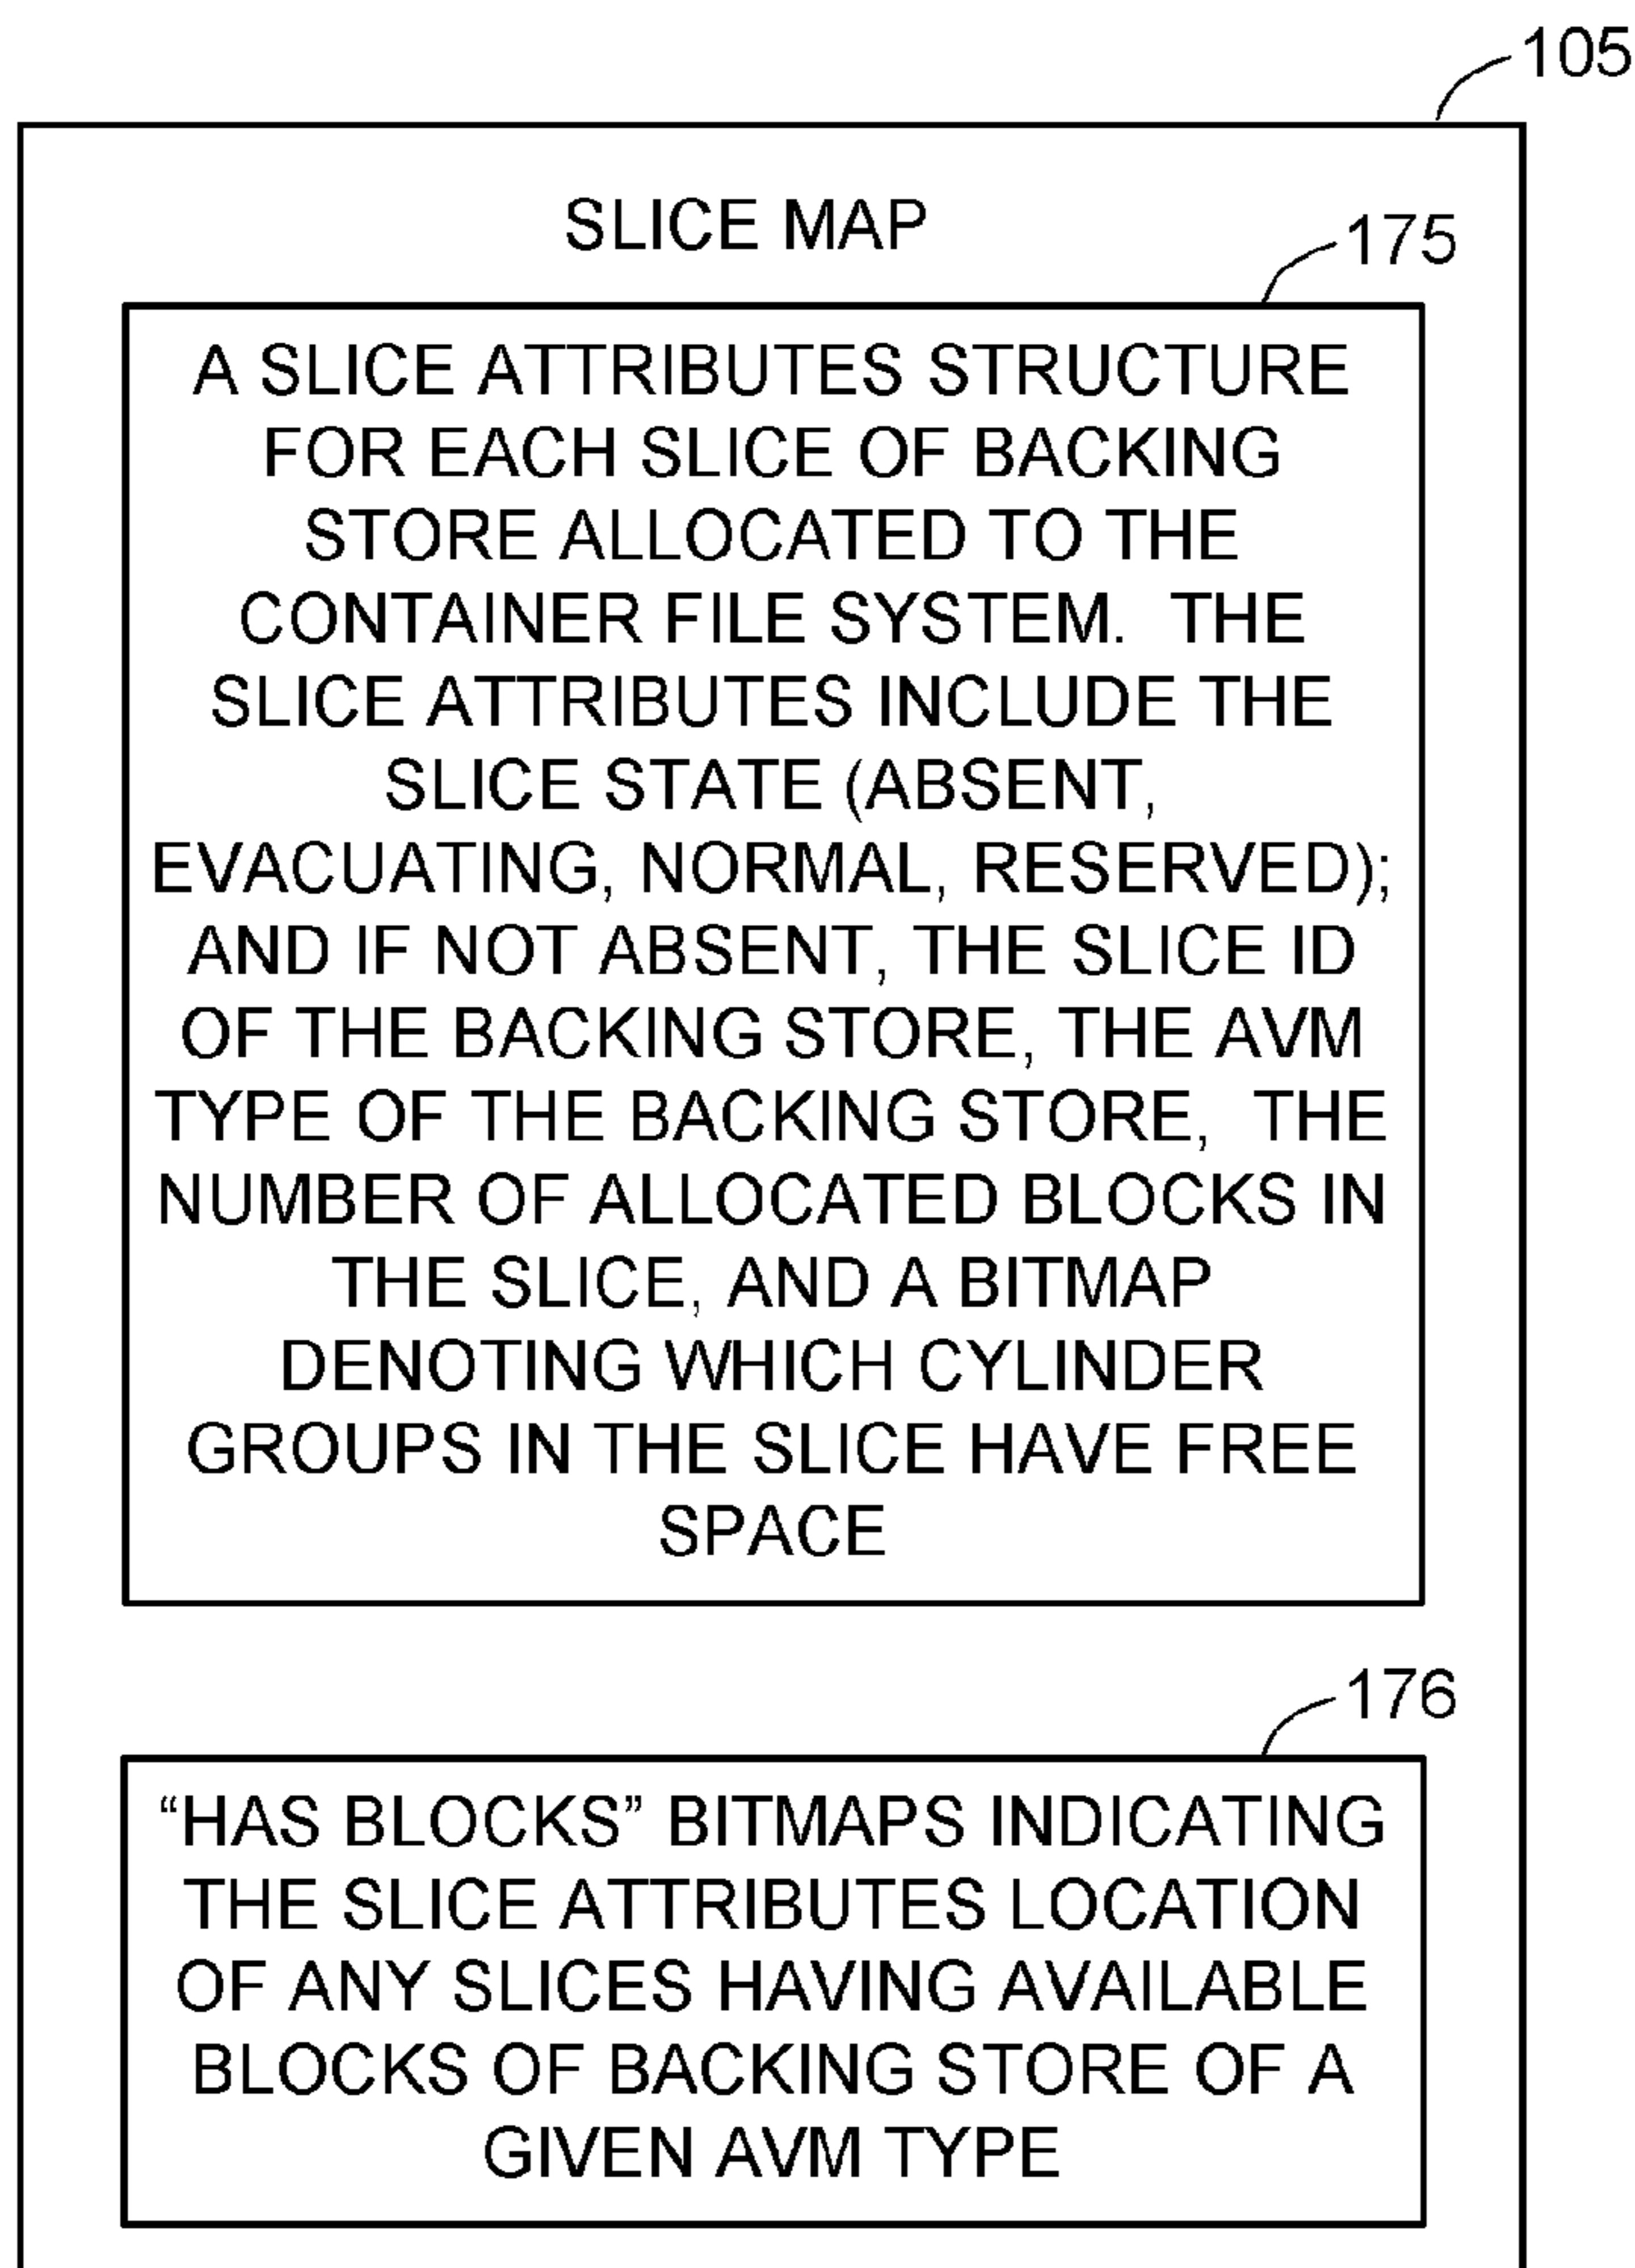 105
SLICE MAP
175
A SLICE ATTRIBUTES STRUCTURE
FOR EACH SLICE OF BACKING
STORE ALLOCATED TO THE
CONTAINER FILE SYSTEM.  THE
SLICE ATTRIBUTES INCLUDE THE
SLICE STATE (ABSENT,
EVACUATING, NORMAL, RESERVED);
AND IF NOT ABSENT, THE SLICE ID
OF THE BACKING STORE, THE AVM
TYPE OF THE BACKING STORE,  THE
NUMBER OF ALLOCATED BLOCKS IN
THE SLICE, AND A BITMAP
DENOTING WHICH CYLINDER
GROUPS IN THE SLICE HAVE FREE
SPACE
176
“HAS BLOCKS” BITMAPS INDICATING
THE SLICE ATTRIBUTES LOCATION
OF ANY SLICES HAVING AVAILABLE
BLOCKS OF BACKING STORE OF A
GIVEN AVM TYPE